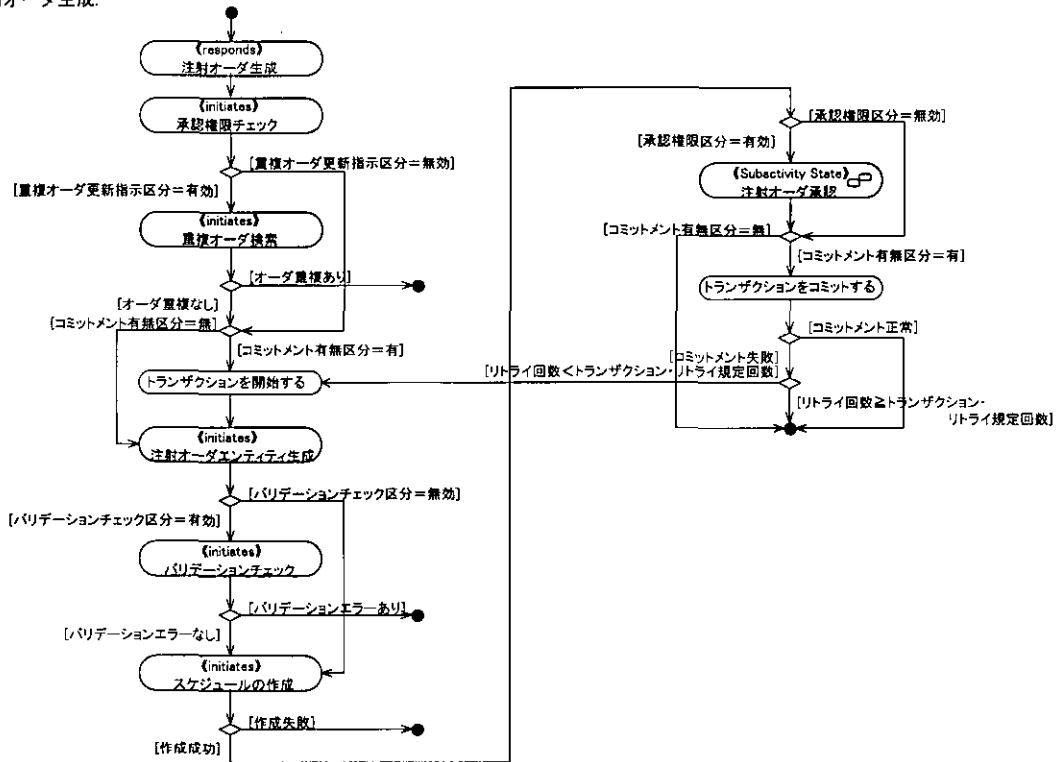 オーダ生成.
《responds》
注射オーダ生成
《initiates》
承認権限チェック
[重複オーダ更新指示区分＝無効]
[重複オーダ更新指示区分＝有効]
《initiates》
重複オーダ検索
[オーダ重複あり]
[オーダ重複なし]
[コミットメント有無区分＝無]
[コミットメント有無区分＝有]
トランザクションを開始する
《initiates》
注射オーダエンティティ生成
[バリデーションチェック区分＝無効]
[バリデーションチェック区分＝有効]
《initiates》
バリデーションチェック
[バリデーションエラーあり]
[バリデーションエラーなし]
《initiates》
スケジュールの作成
[作成失敗]
[作成成功]
[承認権限区分＝無効]
[承認権限区分＝有効]
《Subactivity State》
注射オーダ承認
[コミットメント有無区分＝無]
[コミットメント有無区分＝有]
トランザクションをコミットする
[コミットメント正常]
[コミットメント失敗]
[リトライ回数＜トランザクション・リトライ規定回数]
[リトライ回数≧トランザクション・
リトライ規定回数]